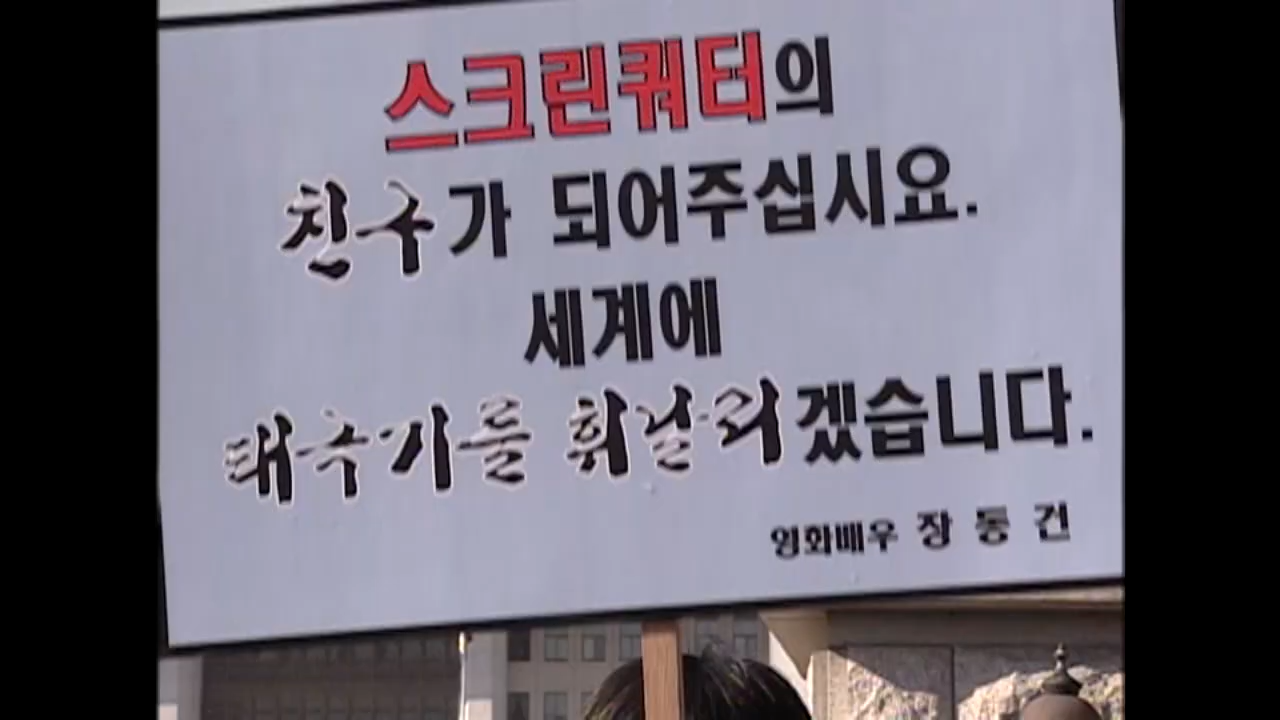 스크린쿼터의
친구가 되어주십시요.
세계에
태극기를 휘날리겠습니다.
영화배우 장동건